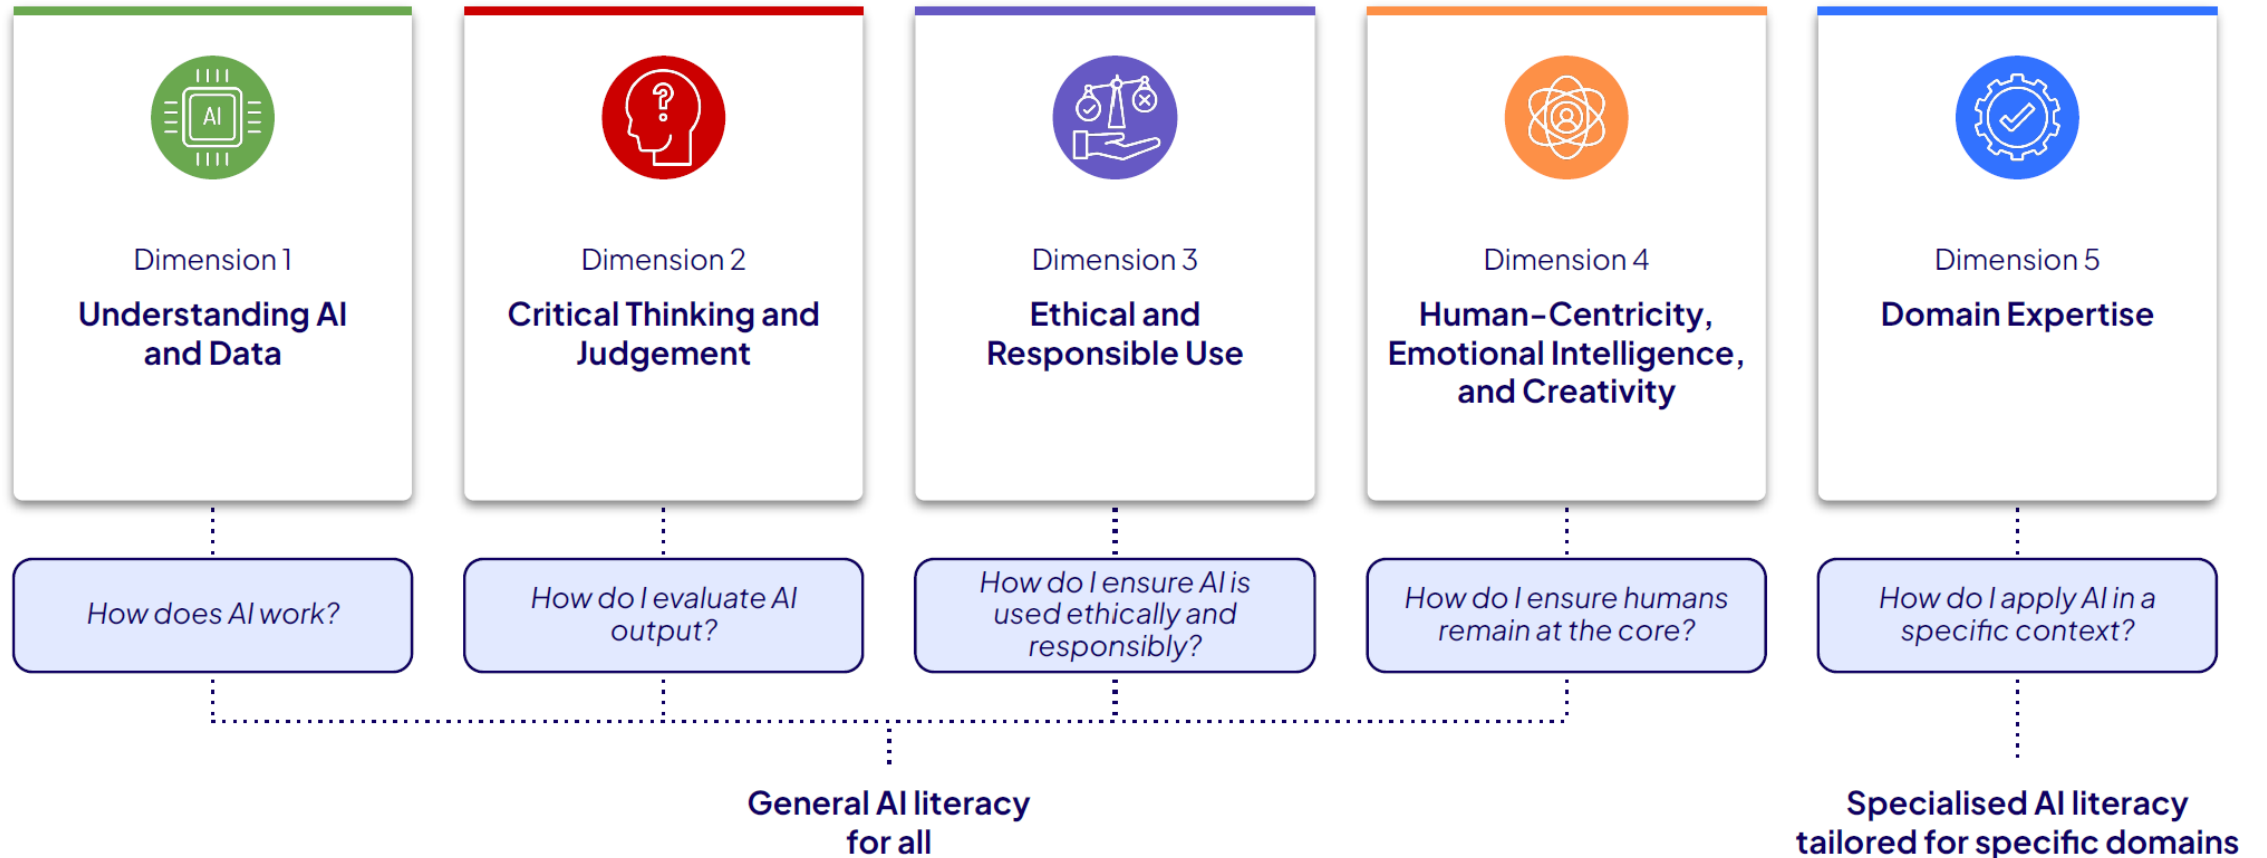 AI
?
Dimension 1
Understanding AI
and Data
How does AI work?
Dimension 2
Critical Thinking and
Judgement
How do I evaluate AI
output?
Dimension 3
Ethical and
Responsible Use
How do I ensure AI is
used ethically and
responsibly?
Dimension 4
Human-Centricity,
Emotional Intelligence,
and Creativity
How do I ensure humans
remain at the core?
Dimension 5
Domain Expertise
How do I apply AI in a
specific context?
General AI literacy
for all
Specialised AI literacy
tailored for specific domains